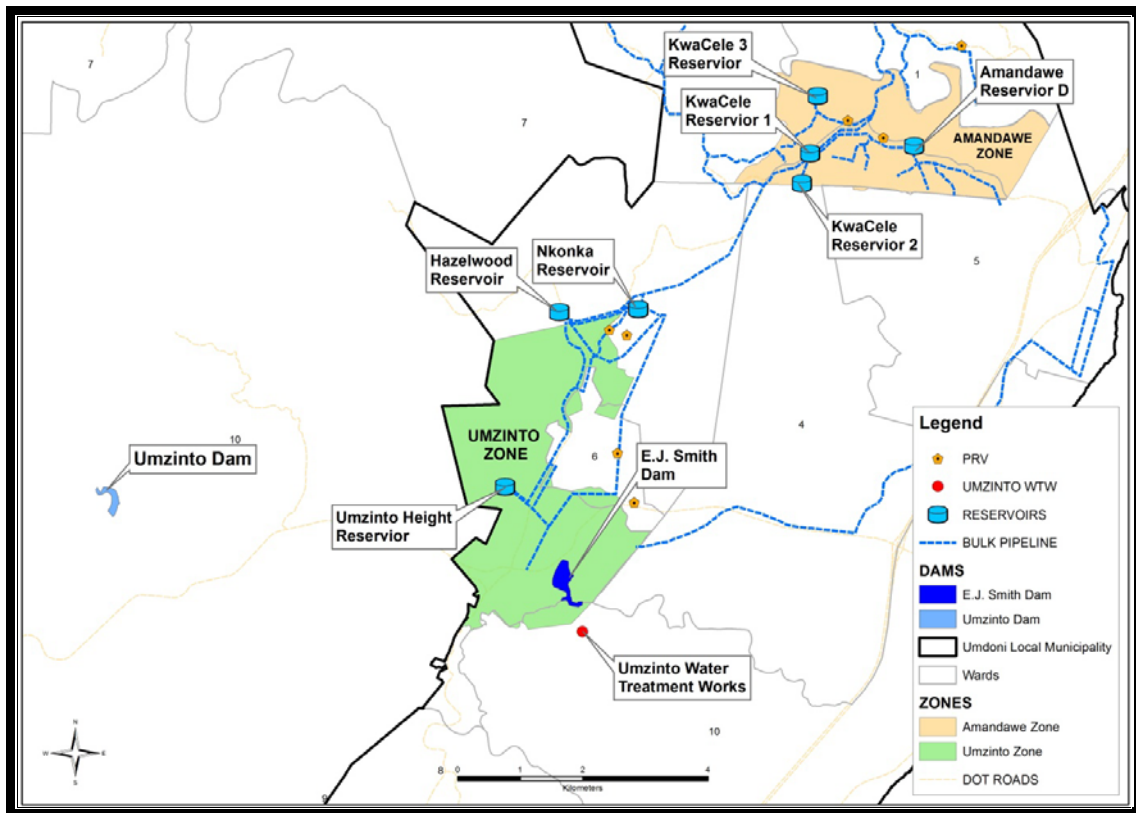 7
7
KwaCele 3
Reservior
1
Amandawe
Reservior D
KwaCele
Reservior 1
AMANDAWE
ZONE
KwaCele
Reservior 2
5
Hazelwood
Reservoir
Nkonka
Reservoir
10
Umzinto Dam
UMZINTO
ZONE
6
E.J. Smith
Dam
4
Umzinto Height
Reservior
Umzinto Water
Treatment Works
10
8
9
N
W
E
S
0
1
2
4
Kilometers
Legend
PRV
UMZINTO WTW
RESERVOIRS
BULK PIPELINE
DAMS
E.J. Smith Dam
Umzinto Dam
Umdoni Local Municipality
Wards
ZONES
Amandawe Zone
Umzinto Zone
DOT ROADS